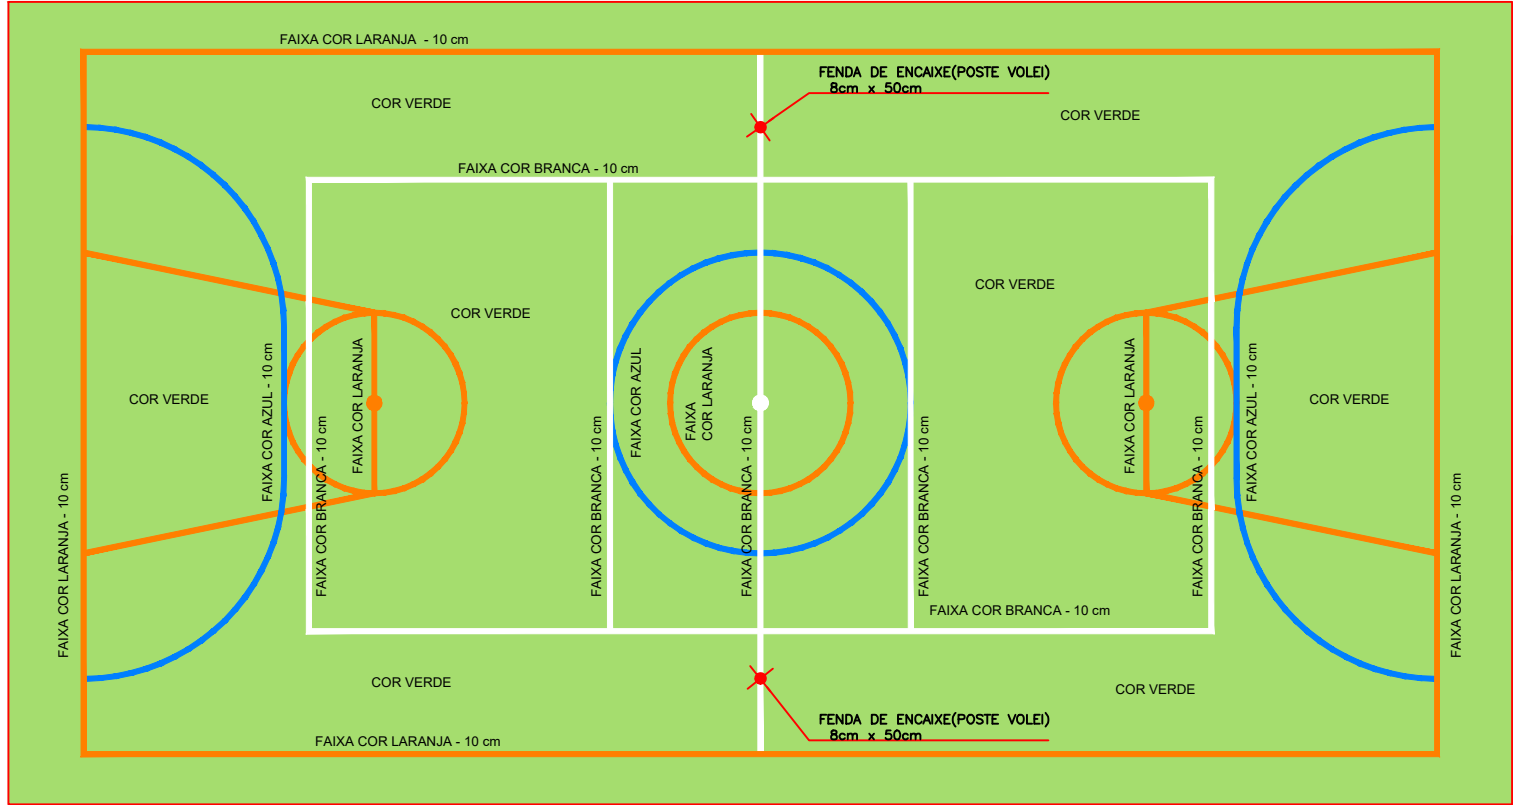 FAIXA COR LARANJA - 10 cm
FENDA DE ENCAIXE(POSTE VOLEI)
8cm x 50cm
COR VERDE
COR VERDE
FAIXA COR BRANCA - 10 cm
COR VERDE
COR VERDE
COR VERDE
FAIXA COR AZUL - 10 cm
FAIXA COR LARANJA
FAIXA COR AZUL
FAIXA
COR LARANJA
FAIXA COR LARANJA
FAIXA COR AZUL - 10 cm
COR VERDE
FAIXA COR LARANJA - 10 cm
FAIXA COR BRANCA - 10 cm
FAIXA COR BRANCA - 10 cm
FAIXA COR BRANCA - 10 cm
FAIXA COR BRANCA - 10 cm
FAIXA COR BRANCA - 10 cm
FAIXA COR LARANJA - 10 cm
FAIXA COR BRANCA - 10 cm
COR VERDE
COR VERDE
FENDA DE ENCAIXE(POSTE VOLEI)
8cm x 50cm
FAIXA COR LARANJA - 10 cm